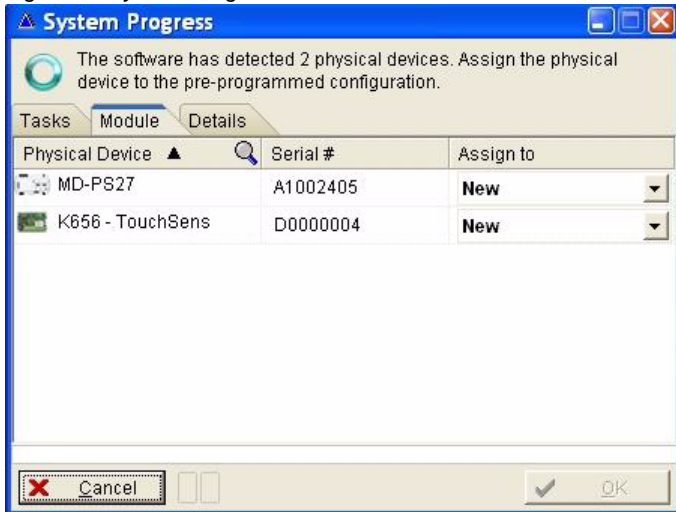 System Progress
The software has detected 2 physical devices. Assign the physical
device to the pre-programmed configuration.
Tasks Module Details
Physical Device Serial # Assign to
MD-PS27 A1002405 New
K656 - TouchSens D0000004 New
Cancel OK